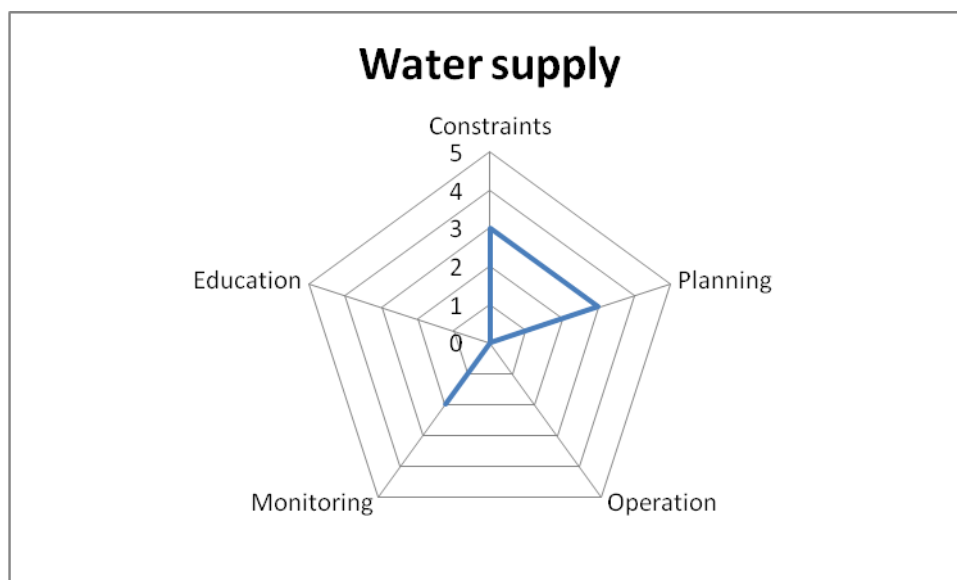 Water supply
Constraints
5
4
3
2
1
0
Education
Planning
Monitoring
Operation